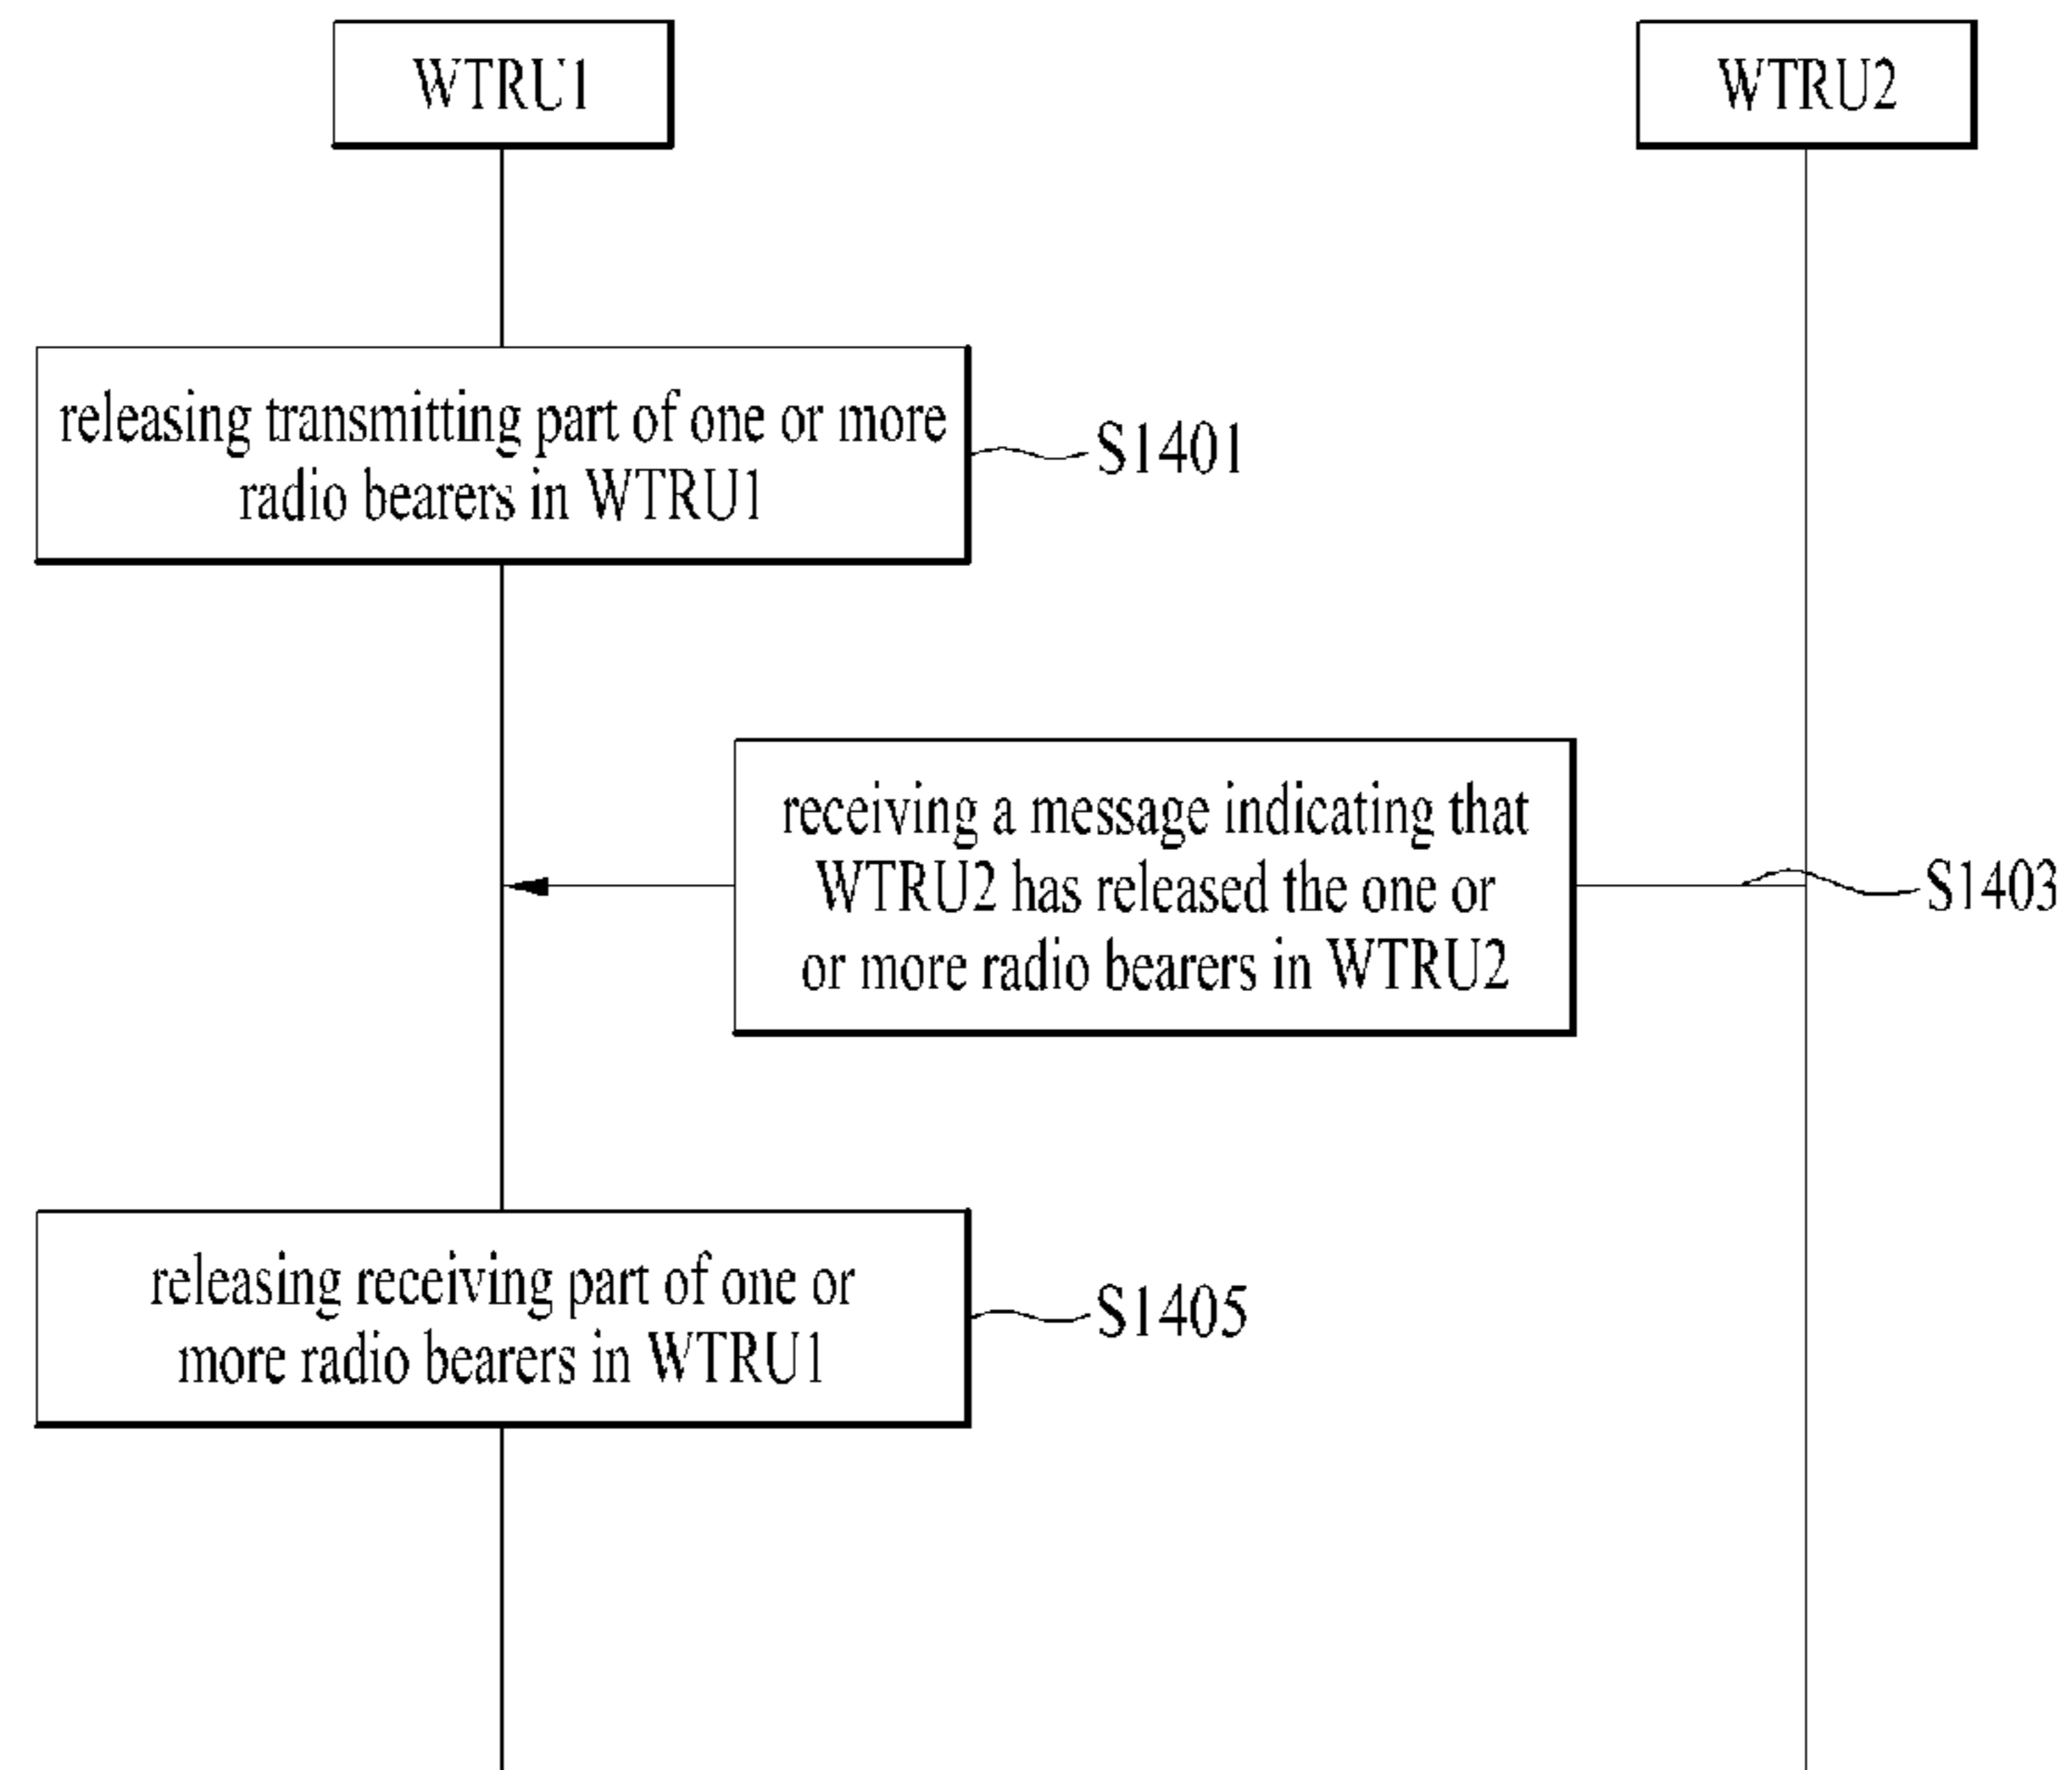 WTRU1
WTRU2
releasing transmitting part of one or more
radio bearers in WTRU1
S1401
receiving a message indicating that
WTRU2 has released the one or
or more radio bearers in WTRU2
S1403
releasing receiving part of one or
more radio bearers in WTRU1
S1405